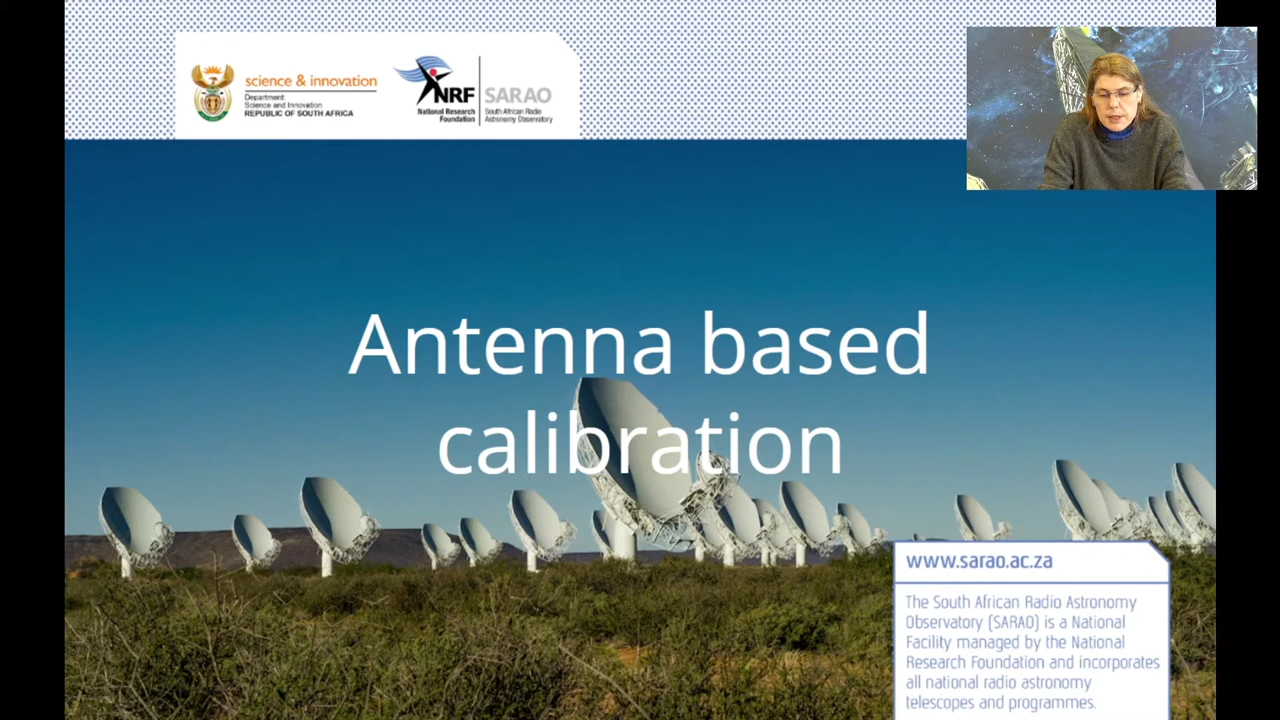 science & innovation
Department:
Science and Innovation
REPUBLIC OF SOUTH AFRICA
NRF
National Research
Foundation
SARAO
South African Radio
Astronomy Observatory
Antenna based
calibration
www.sarao.ac.za
The South African Radio Astronomy
Observatory (SARAO) is a National
Facility managed by the National
Research Foundation and incorporates
all national radio astronomy
telescopes and programmes.